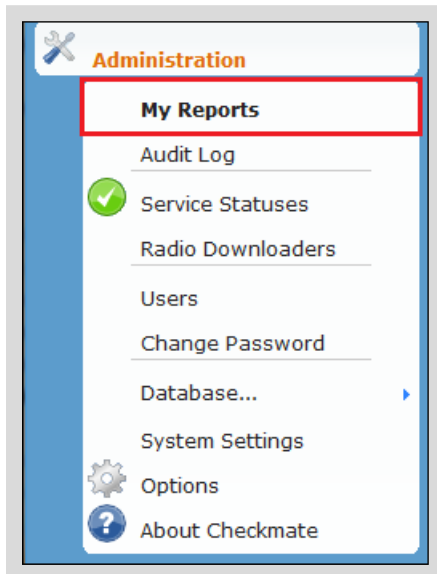 Administration
My Reports
Audit Log
Service Statuses
Radio Downloaders
Users
Change Password
Database...
System Settings
Options
About Checkmate